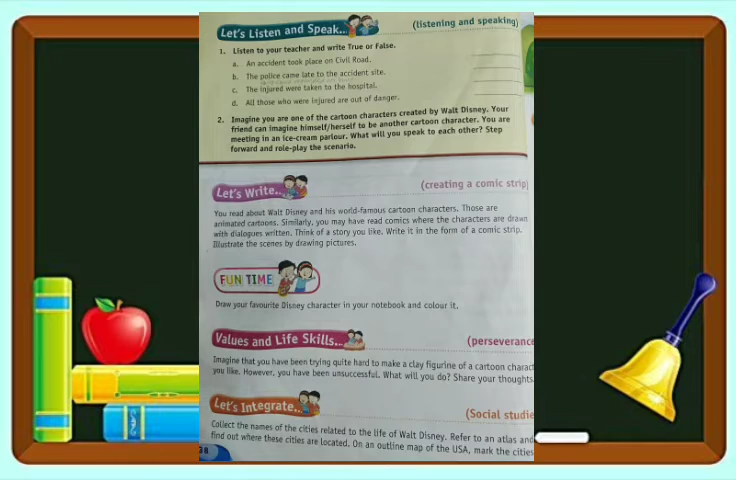 Let's Listen and Speak... (listening and speaking)
1. Listen to your teacher and write True or False.
a. An accident took place on Civil Road.
b. The police came late to the accident site.
c. The injured were taken to the hospital.
d. All those who were injured are out of danger.
2. Imagine you are one of the cartoon characters created by Walt Disney. Your
friend can imagine himself/herself to be another cartoon character. You are
meeting in an ice-cream parlour. What will you speak to each other? Step
forward and role-play the scenario.
Let's Write... (creating a comic strip)
You read about Walt Disney and his world-famous cartoon characters. Those are
animated cartoons. Similarly, you may have read comics where the characters are drawn
with dialogues written. Think of a story you like. Write it in the form of a comic strip.
Illustrate the scenes by drawing pictures.
FUN TIME
Draw your favourite Disney character in your notebook and colour it.
Values and Life Skills... (perseverance
Imagine that you have been trying quite hard to make a clay figurine of a cartoon charac
you like. However, you have been unsuccessful. What will you do? Share your thoughts
Let's Integrate... (Social studie
Collect the names of the cities related to the life of Walt Disney. Refer to an atlas and
find out where these cities are located. On an outline map of the USA, mark the cities
38